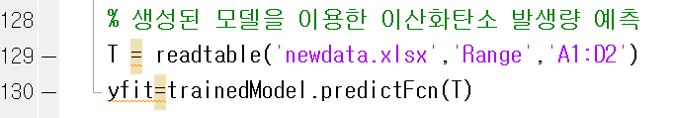 128 % 생성된 모델을 이용한 이산화탄소 발생량 예측
129 — T = readtable('newdata.xlsx','Range','A1:D2')
130 — yfit=trainedModel.predictFcn(T)